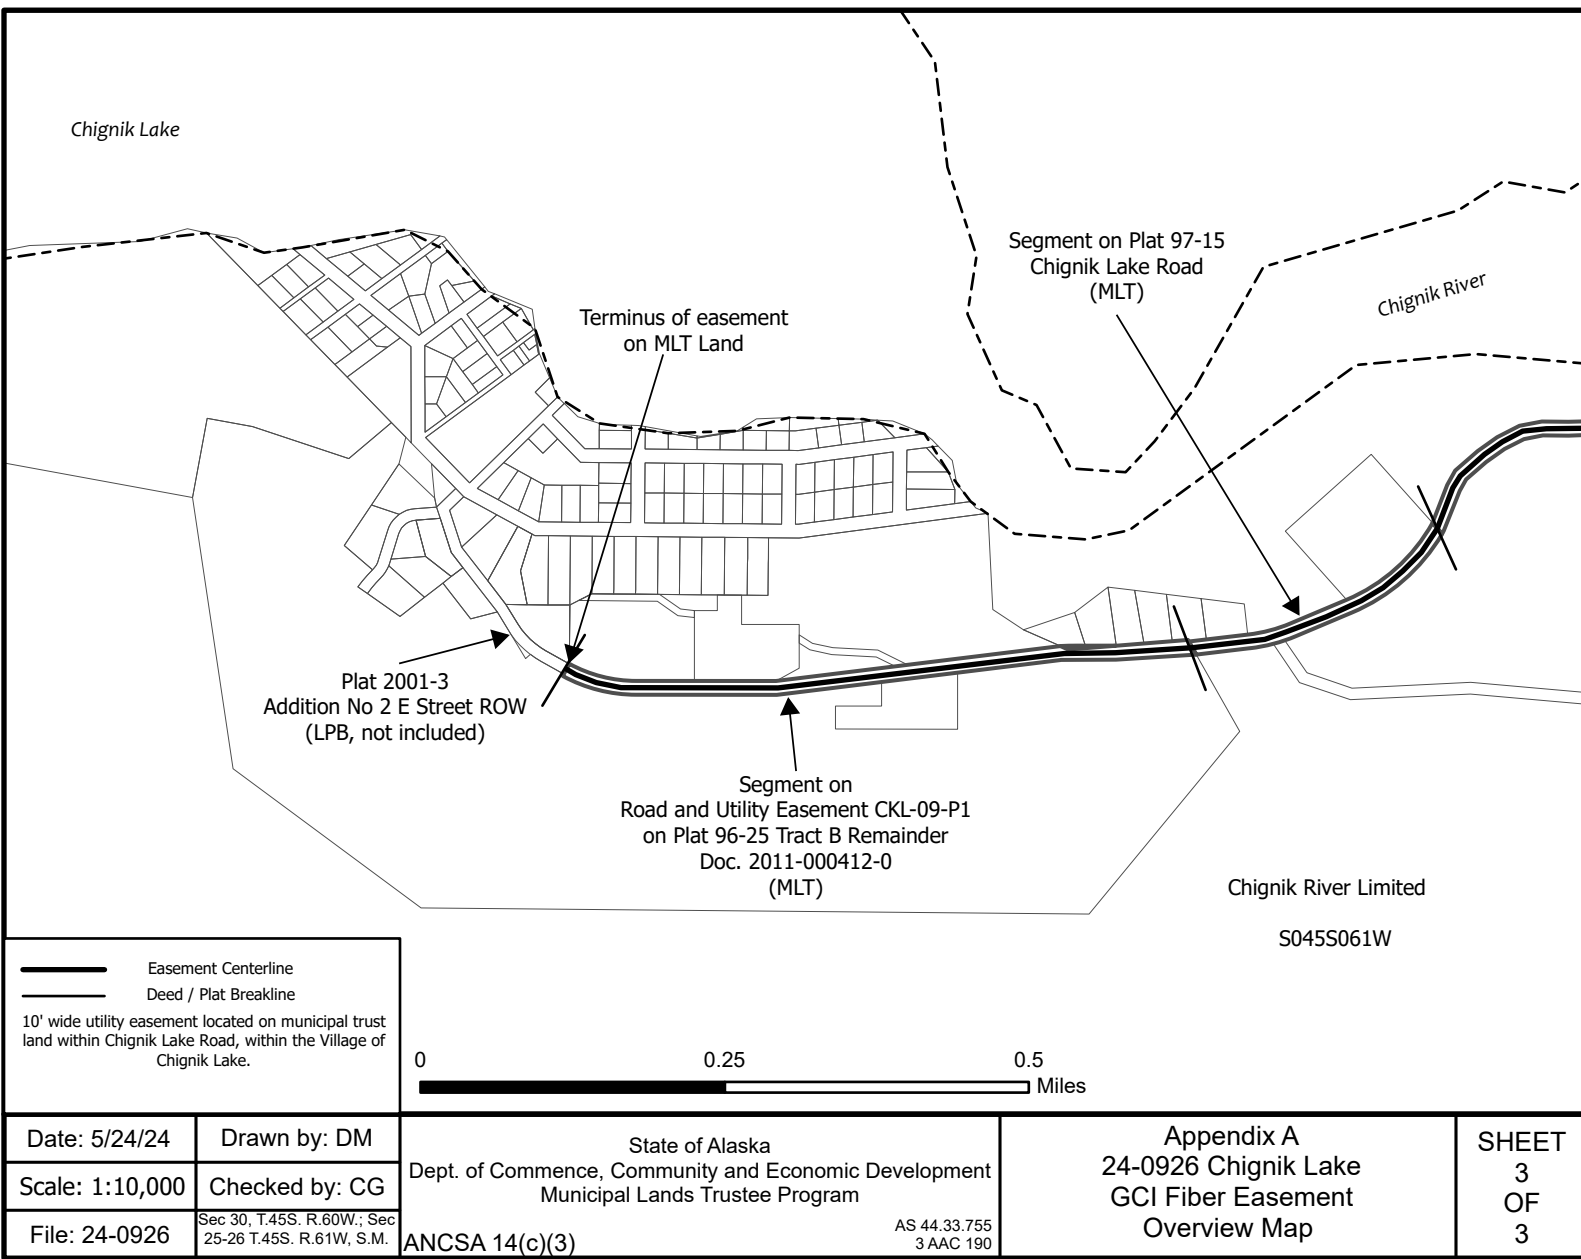 Chignik Lake
Segment on Plat 97-15
Chignik Lake Road
(MLT)
Chignik River
Terminus of easement
on MLT Land
Plat 2001-3
Addition No 2 E Street ROW
(LPB, not included)
Segment on
Road and Utility Easement CKL-09-P1
on Plat 96-25 Tract B Remainder
Doc. 2011-000412-0
(MLT)
Chignik River Limited
S045S061W
Easement Centerline
Deed / Plat Breakline
10' wide utility easement located on municipal trust
land within Chignik Lake Road, within the Village of
Chignik Lake.
0 0.25 0.5
Miles
Date: 5/24/24
Drawn by: DM
Scale: 1:10,000
Checked by: CG
File: 24-0926
Sec 30, T.45S. R.60W.; Sec
25-26 T.45S. R.61W, S.M.
State of Alaska
Dept. of Commence, Community and Economic Development
Municipal Lands Trustee Program
ANCSA 14(c)(3)
AS 44.33.755
3 AAC 190
Appendix A
24-0926 Chignik Lake
GCI Fiber Easement
Overview Map
SHEET
3
OF
3